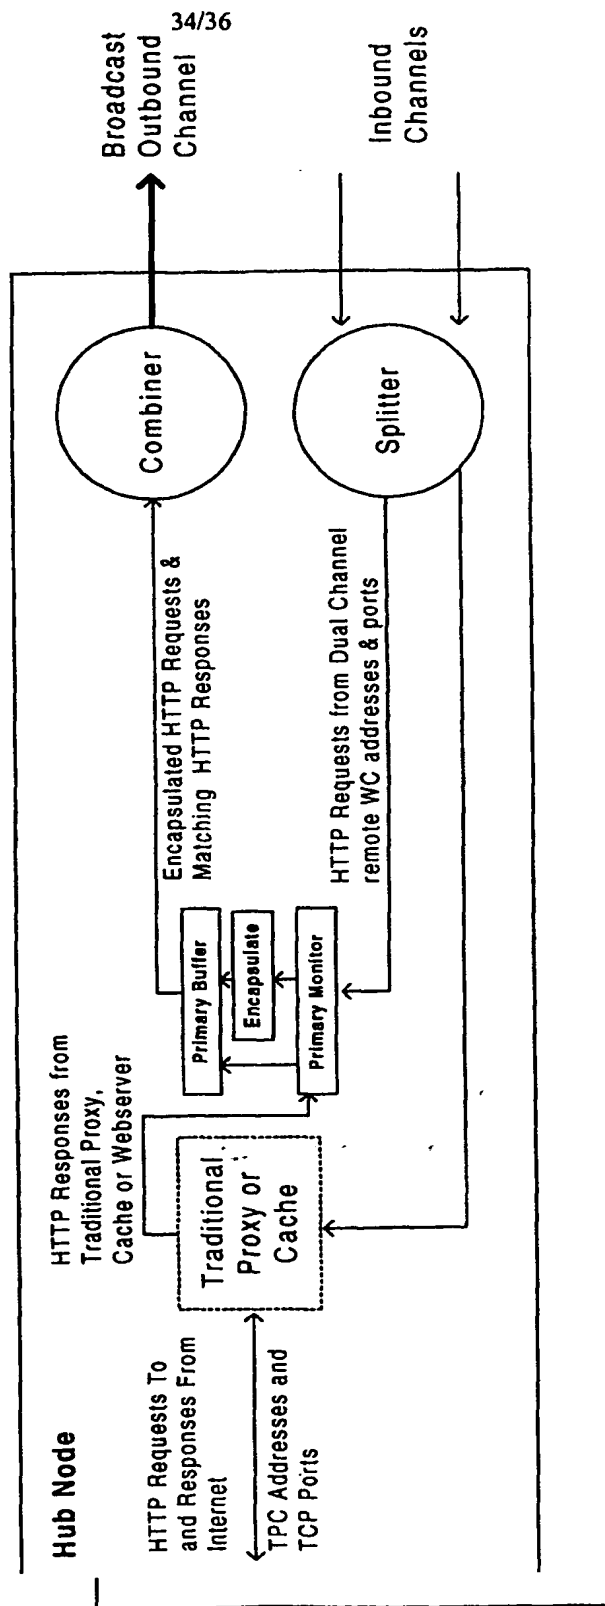 34/36
Hub Node
HTTP Requests To
and Responses From
Internet
TPC Addresses and
TCP Ports
HTTP Responses from
Traditional Proxy,
Cache or Webserver
Traditional
Proxy or
Cache
Primary Buffer
Encapsulate
Primary Monitor
Encapsulated HTTP Requests &
Matching HTTP Responses
HTTP Requests from Dual Channel
remote WC addresses & ports
Combiner
Splitter
Broadcast
Outbound
Channel
Inbound
Channels